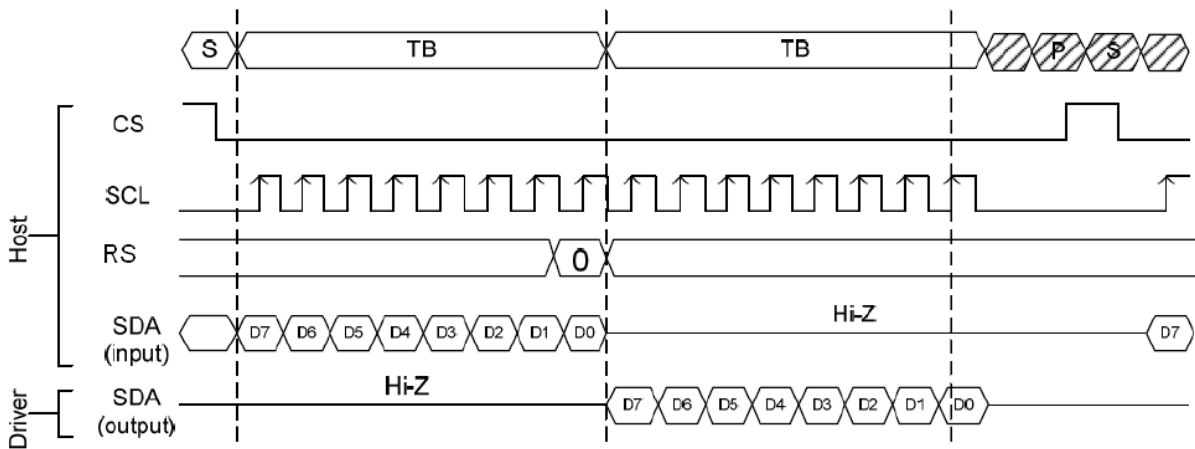 S TB TB P S
CS
SCL
RS 0
Host
SDA (input) D7 D6 D5 D4 D3 D2 D1 D0 Hi-Z D7
Driver
SDA (output) Hi-Z D7 D6 D5 D4 D3 D2 D1 D0